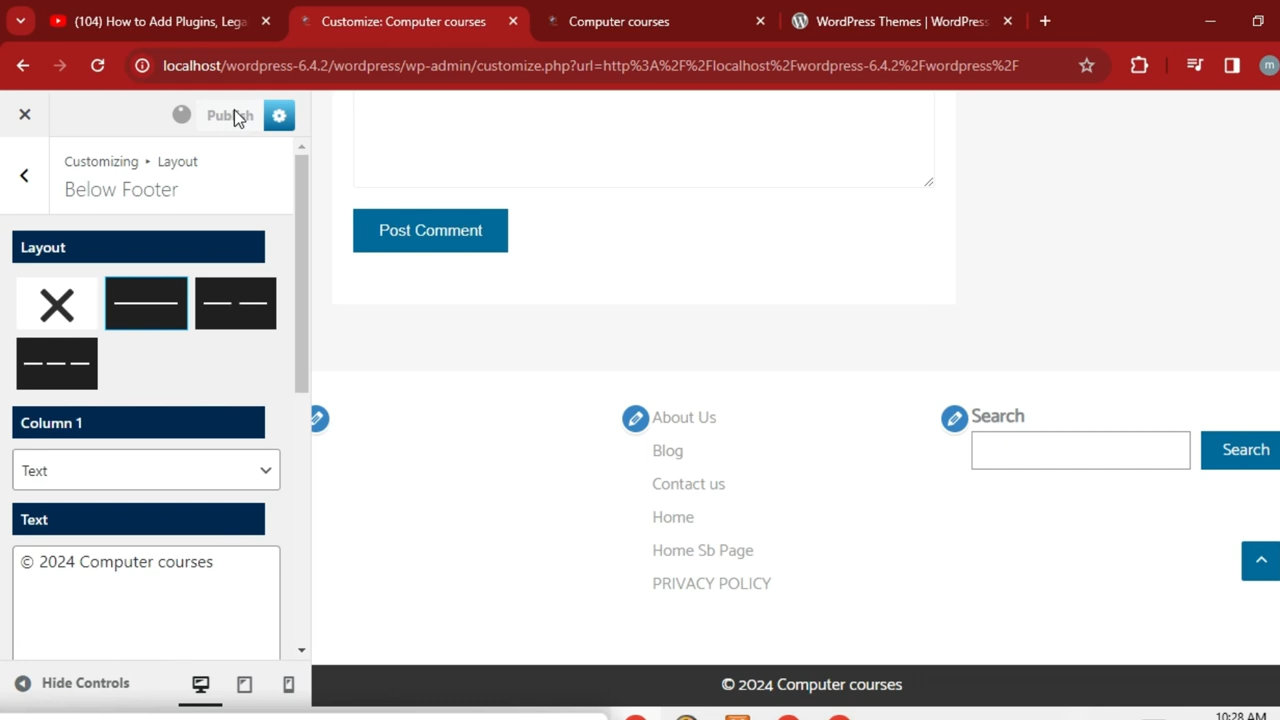 (104) How to Add Plugins, Lega
Customize: Computer courses
Computer courses
WordPress Themes | WordPress
localhost/wordpress-6.4.2/wordpress/wp-admin/customize.php?url=http%3A%2F%2Flocalhost%2Fwordpress-6.4.2%2Fwordpress%2F
m
Publish
Customizing ▸ Layout
Below Footer
Layout
Column 1
Text
Text
© 2024 Computer courses
Hide Controls
Post Comment
About Us
Blog
Contact us
Home
Home Sb Page
PRIVACY POLICY
Search
Search
© 2024 Computer courses
10:28 AM